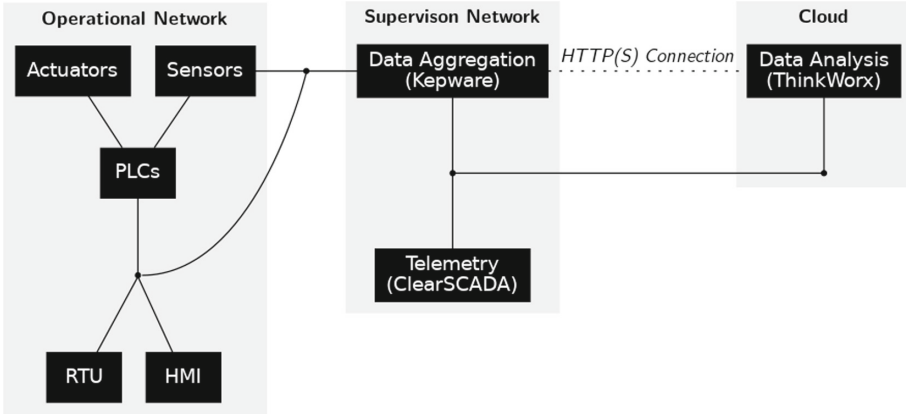 Operational Network
Supervison Network
Cloud
Actuators
Sensors
Data Aggregation
(Kepware)
HTTP(S) Connection
Data Analysis
(ThinkWorx)
PLCs
Telemetry
(ClearSCADA)
RTU
HMI